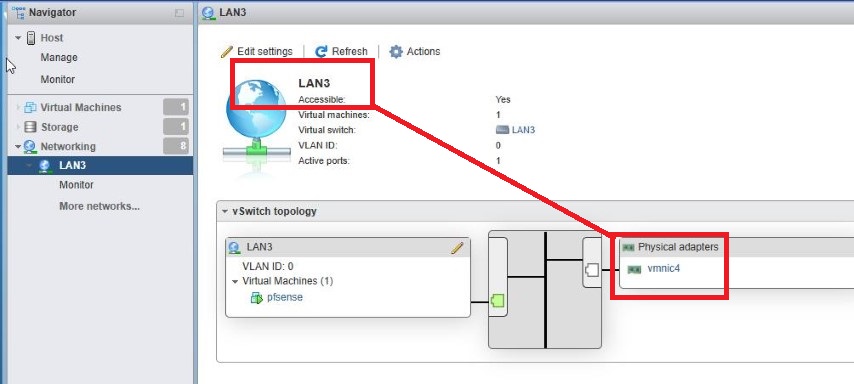 Navigator
Host
Manage
Monitor
Virtual Machines 1
Storage 1
Networking 8
LAN3
Monitor
More networks...
LAN3
Edit settings | Refresh | Actions
LAN3
Accessible: Yes
Virtual machines: 1
Virtual switch: LAN3
VLAN ID: 0
Active ports: 1
vSwitch topology
LAN3
VLAN ID: 0
Virtual Machines (1)
pfsense
Physical adapters
vmnic4